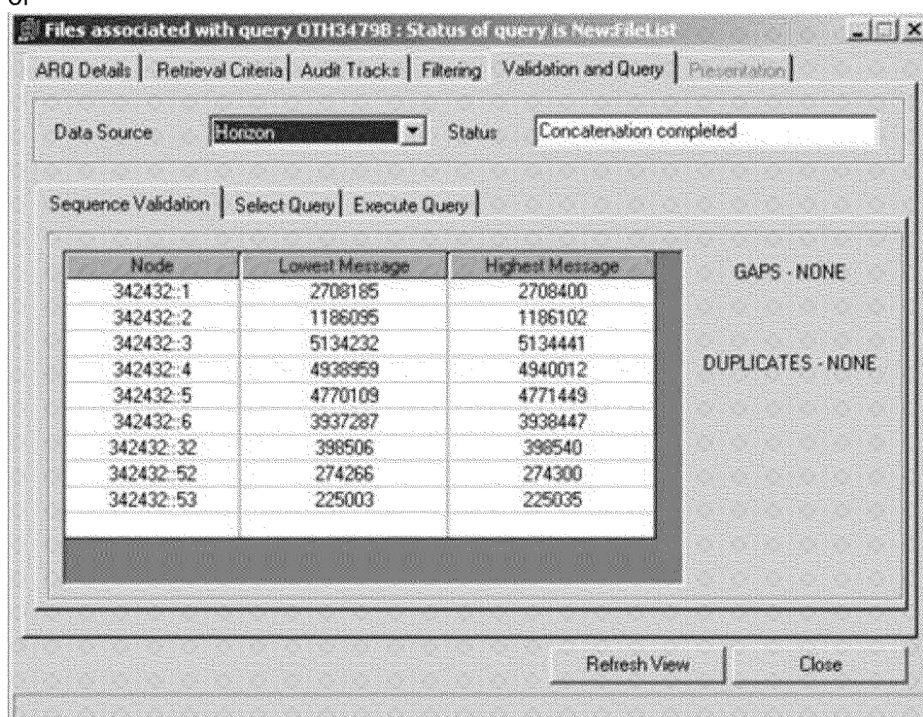 or
Files associated with query OTH34798 : Status of query is New:FileList
ARQ Details Retrieval Criteria Audit Tracks Filtering Validation and Query Presentation
Data Source Horizon Status Concatenation completed
Sequence Validation Select Query Execute Query
Node Lowest Message Highest Message
GAPS - NONE
342432::1 2708185 2708400
342432::2 1186095 1186102
342432::3 5134232 5134441
DUPLICATES - NONE
342432::4 4938959 4940012
342432::5 4770109 4771449
342432::6 3937287 3938447
342432::32 398506 398540
342432::52 274266 274300
342432::53 225003 225035
Refresh View Close